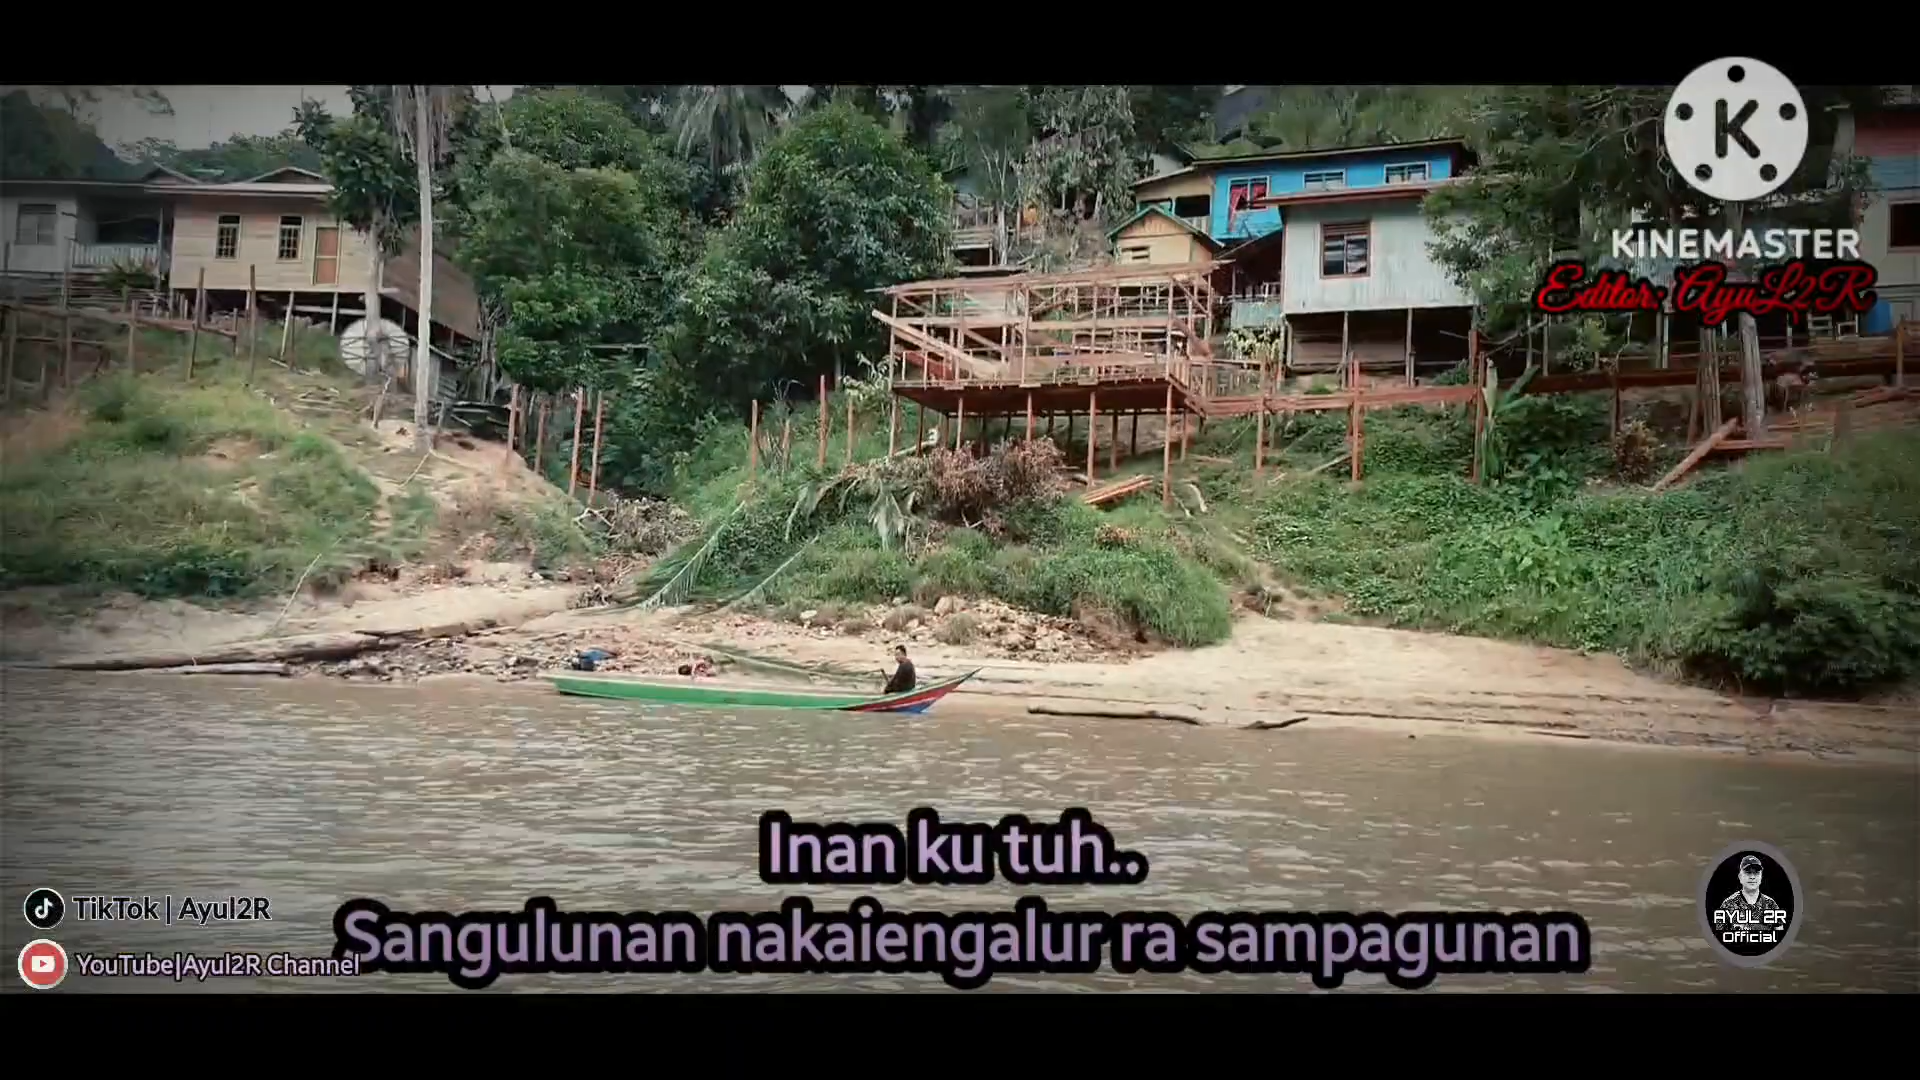 KINEMASTER
Editor: AyuL2R
Inan ku tuh..
Sangulunan nakaiengalur ra sampagunan
TikTok | Ayul2R
YouTube|Ayul2R Channel
AYUL 2R
Official